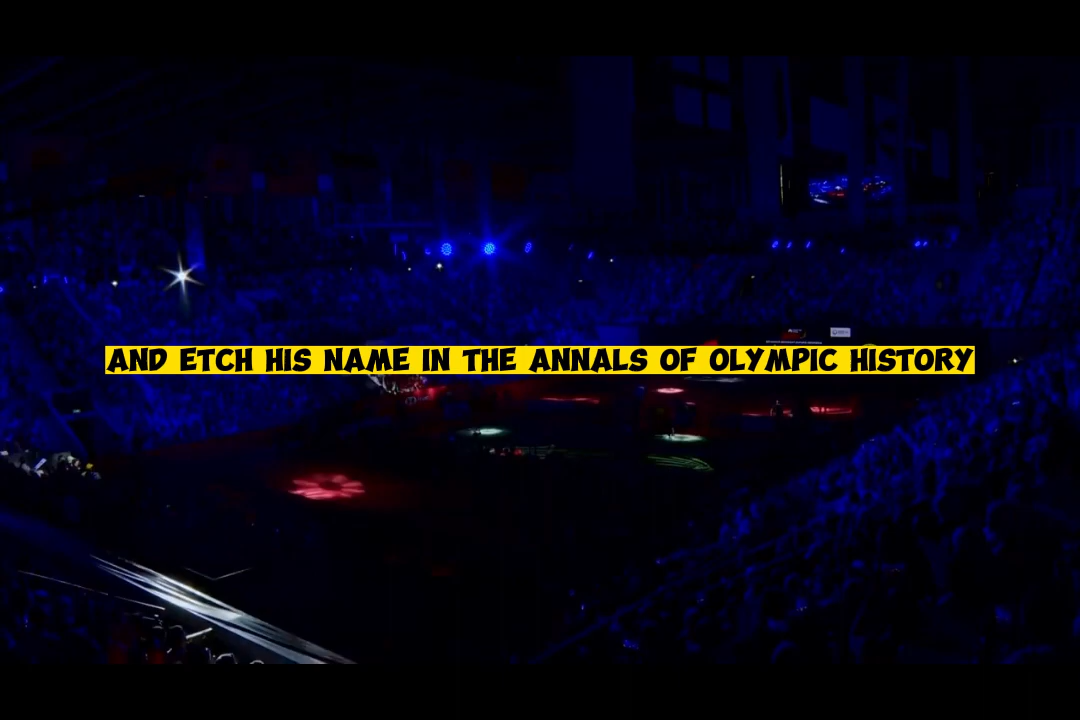 AND ETCH HIS NAME IN THE ANNALS OF OLYMPIC HISTORY